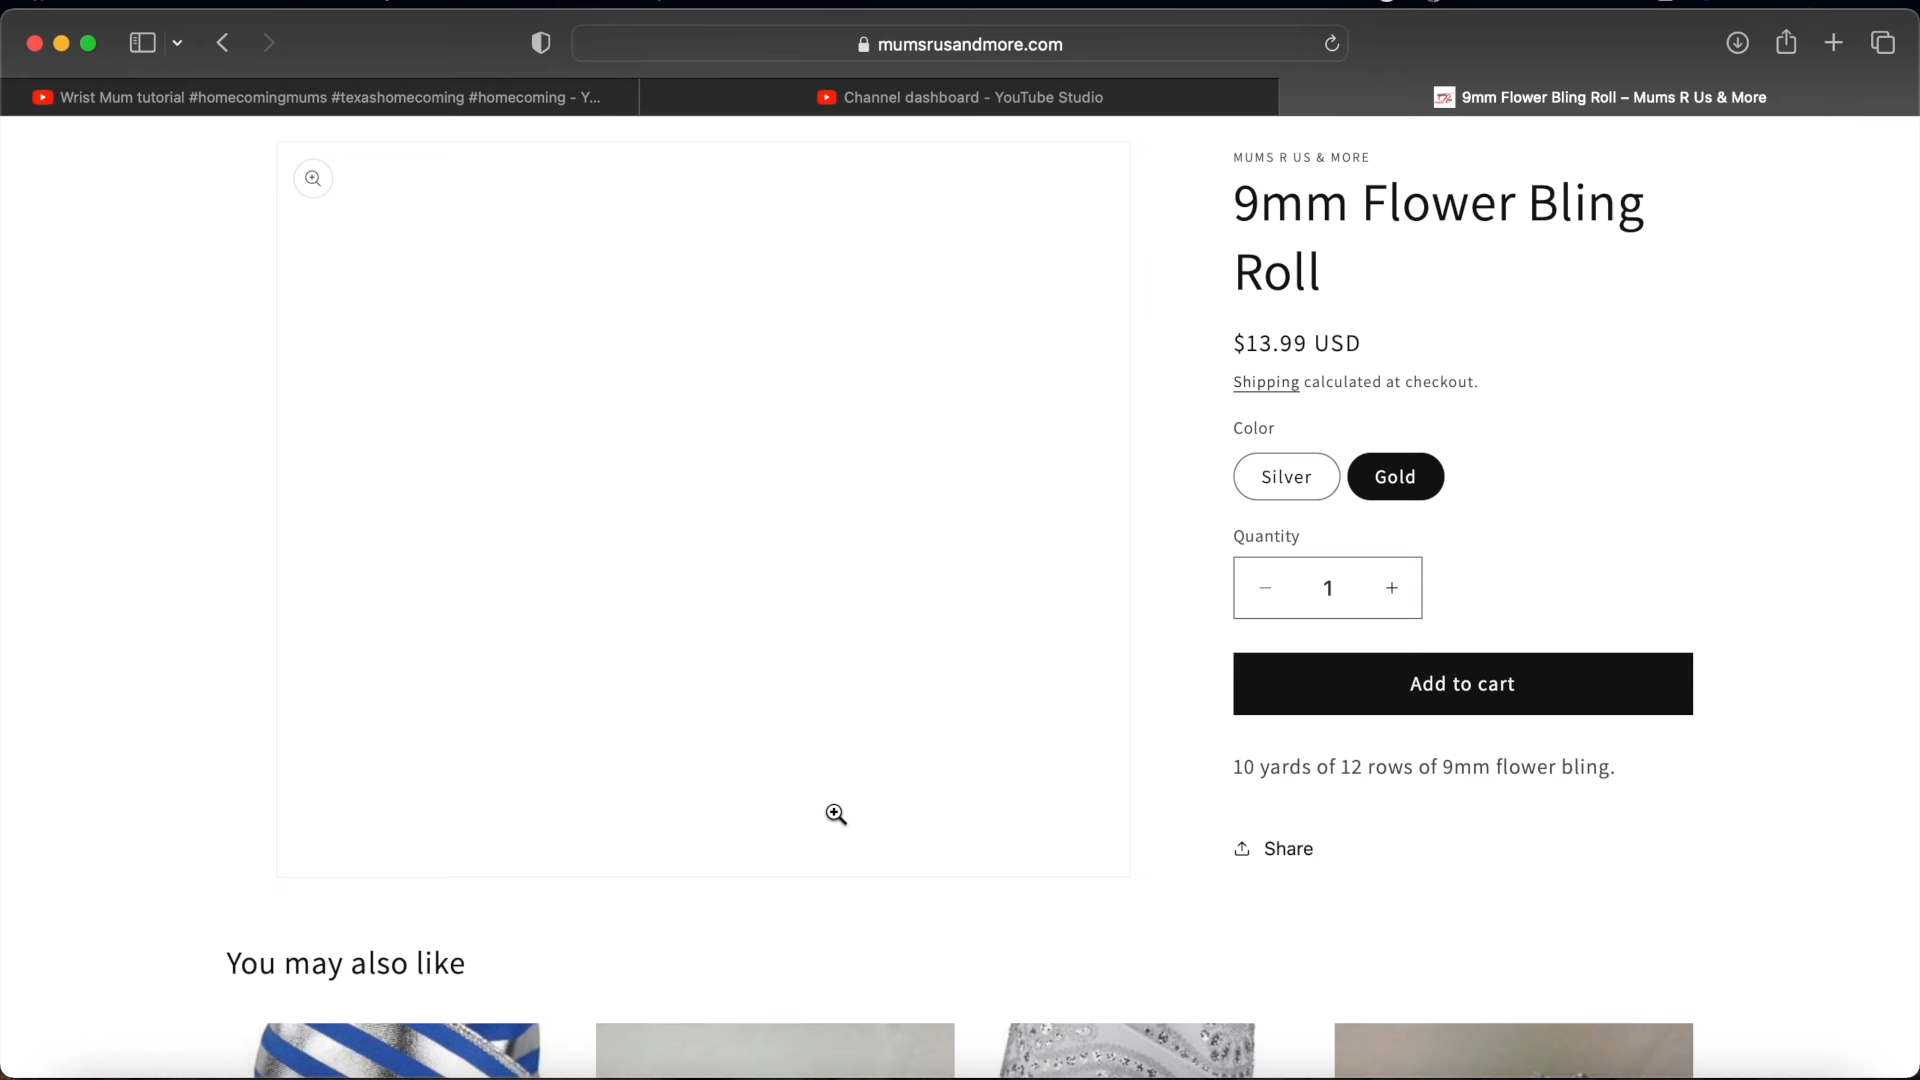 mumsrusandmore.com
Wrist Mum tutorial #homecomingmums #texashomecoming #homecoming - Y...
Channel dashboard - YouTube Studio
9mm Flower Bling Roll – Mums R Us & More
MUMS R US & MORE
9mm Flower Bling
Roll
$13.99 USD
Shipping calculated at checkout.
Color
Silver
Gold
Quantity
1
Add to cart
10 yards of 12 rows of 9mm flower bling.
Share
You may also like